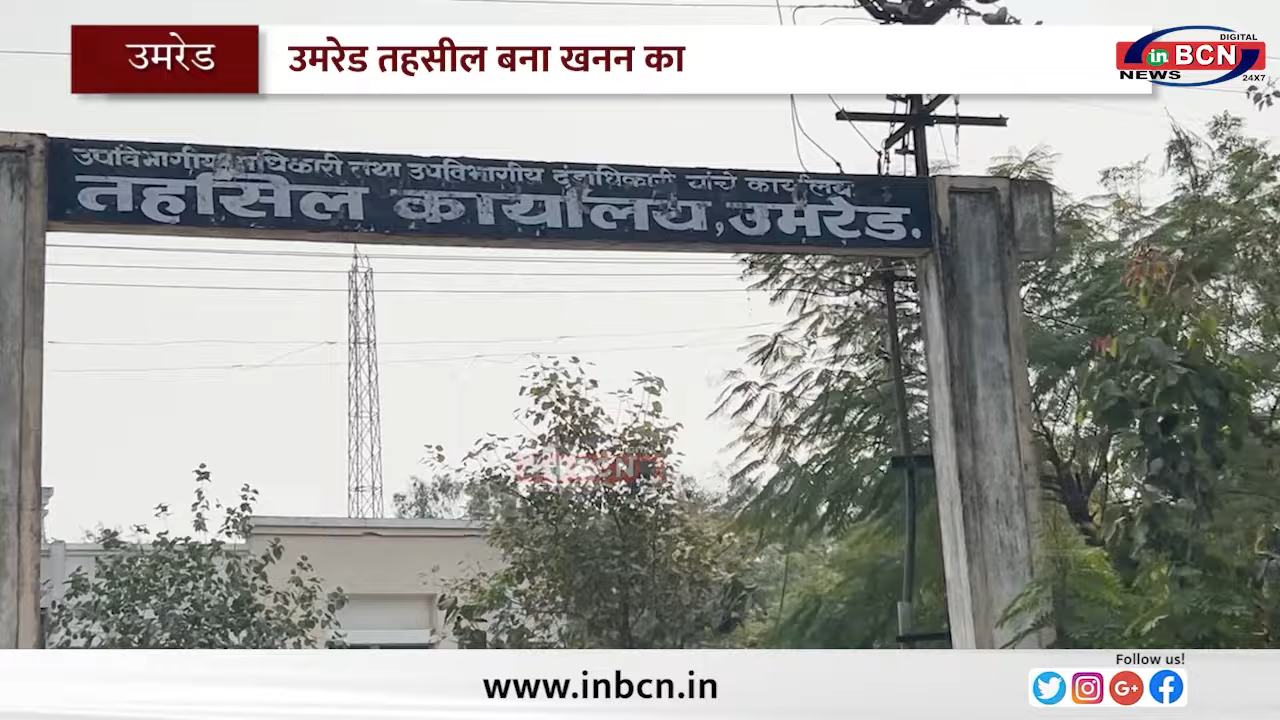 उमरेड
उमरेड तहसील बना खनन का
DIGITAL
in BCN
NEWS 24X7
उपविभागीय अधिकारी तथा उपविभागीय दंडाधिकारी यांचे कार्यालय
तहसिल कार्यालय, उमरेड.
Follow us!
www.inbcn.in